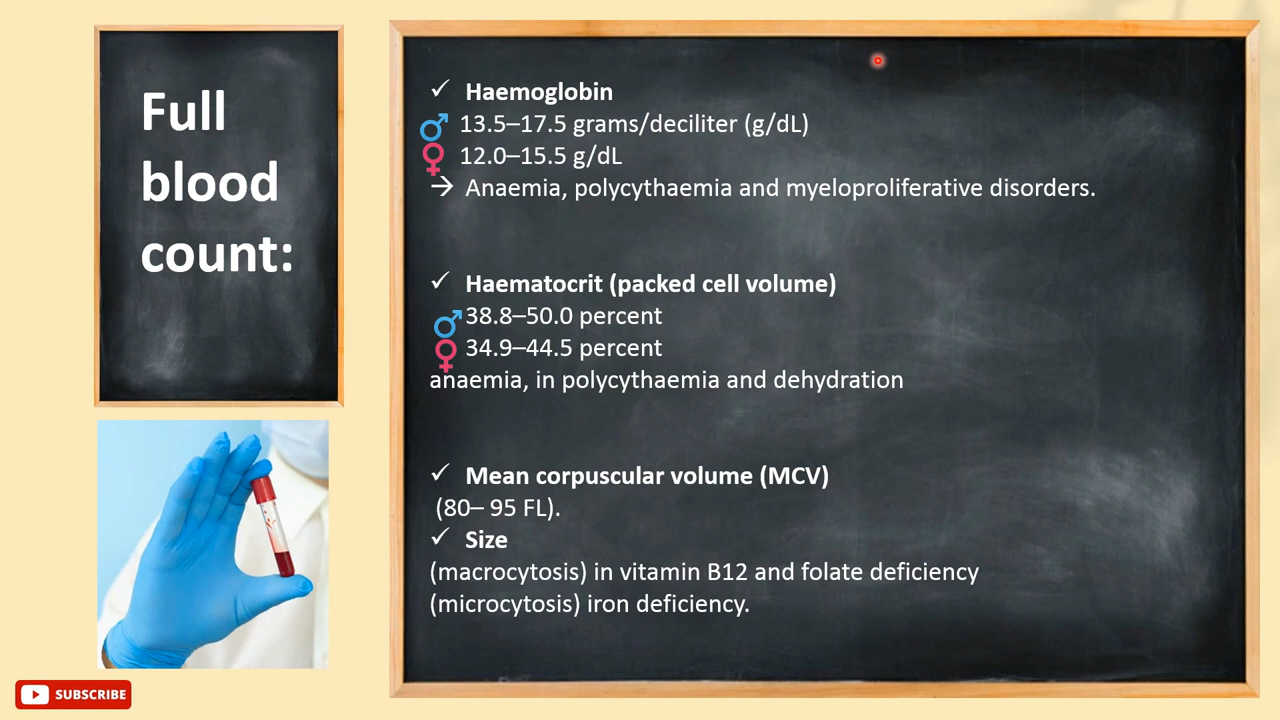 Full
blood
count:
✓ Haemoglobin
♂ 13.5–17.5 grams/deciliter (g/dL)
♀ 12.0–15.5 g/dL
→ Anaemia, polycythaemia and myeloproliferative disorders.
✓ Haematocrit (packed cell volume)
♂ 38.8–50.0 percent
♀ 34.9–44.5 percent
anaemia, in polycythaemia and dehydration
✓ Mean corpuscular volume (MCV)
(80– 95 FL).
✓ Size
(macrocytosis) in vitamin B12 and folate deficiency
(microcytosis) iron deficiency.
SUBSCRIBE